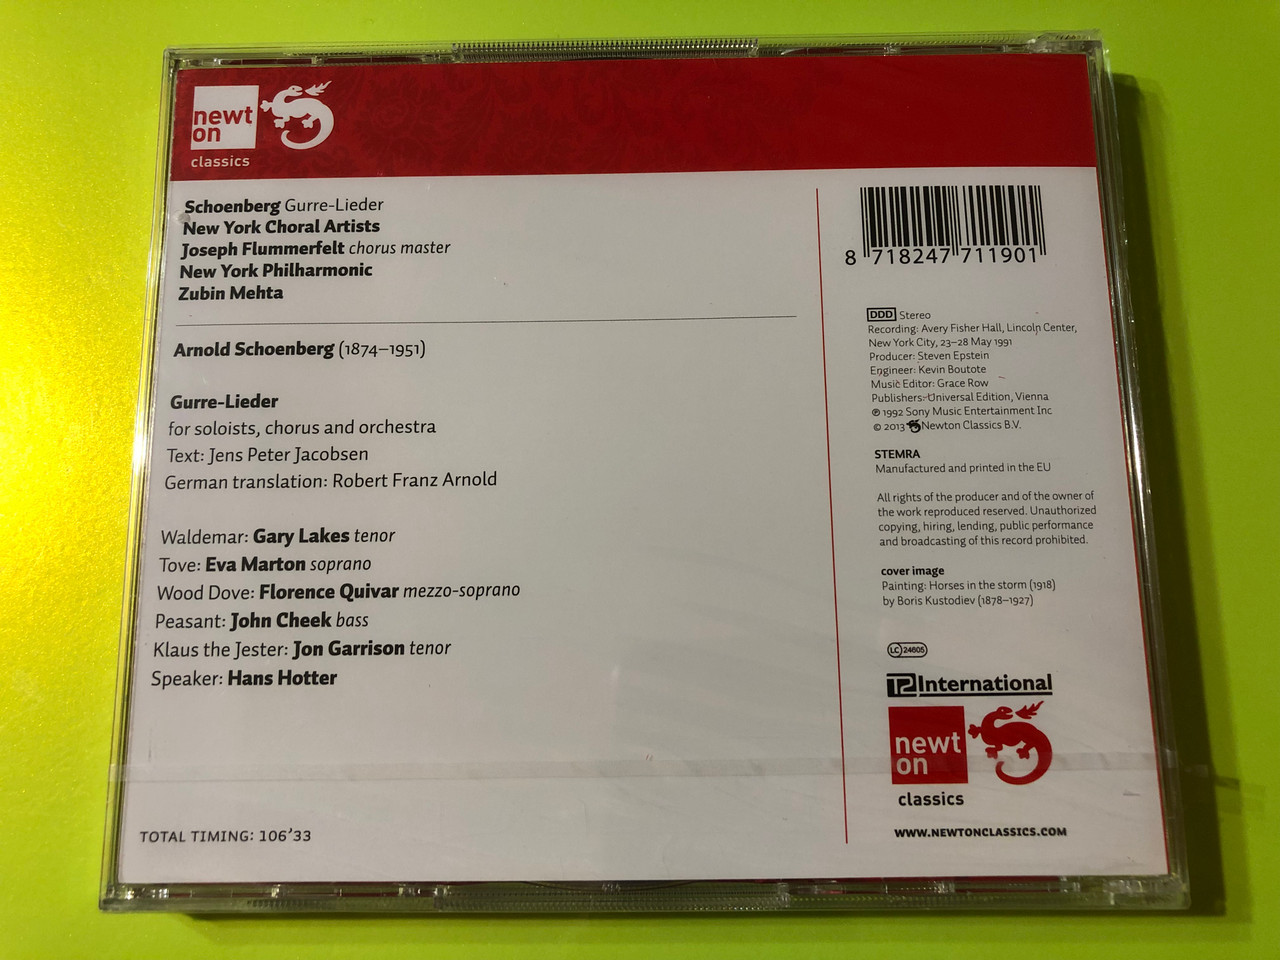 newt
on
classics
Schoenberg Gurre-Lieder
New York Choral Artists
Joseph Flummerfelt chorus master
New York Philharmonic
Zubin Mehta
Arnold Schoenberg (1874–1951)
Gurre-Lieder
for soloists, chorus and orchestra
Text: Jens Peter Jacobsen
German translation: Robert Franz Arnold
Waldemar: Gary Lakes tenor
Tove: Eva Marton soprano
Wood Dove: Florence Quivar mezzo-soprano
Peasant: John Cheek bass
Klaus the Jester: Jon Garrison tenor
Speaker: Hans Hotter
TOTAL TIMING: 106’33
8 718247 711901
DDD Stereo
Recording: Avery Fisher Hall, Lincoln Center,
New York City, 23–28 May 1991
Producer: Steven Epstein
Engineer: Kevin Boutote
Music Editor: Grace Row
Publishers: Universal Edition, Vienna
℗ 1992 Sony Music Entertainment Inc
© 2013 Newton Classics B.V.
STEMRA
Manufactured and printed in the EU
All rights of the producer and of the owner of
the work reproduced reserved. Unauthorized
copying, hiring, lending, public performance
and broadcasting of this record prohibited.
cover image
Painting: Horses in the storm (1918)
by Boris Kustodiev (1878–1927)
LC 24605
T2 International
newt
on
classics
WWW.NEWTONCLASSICS.COM